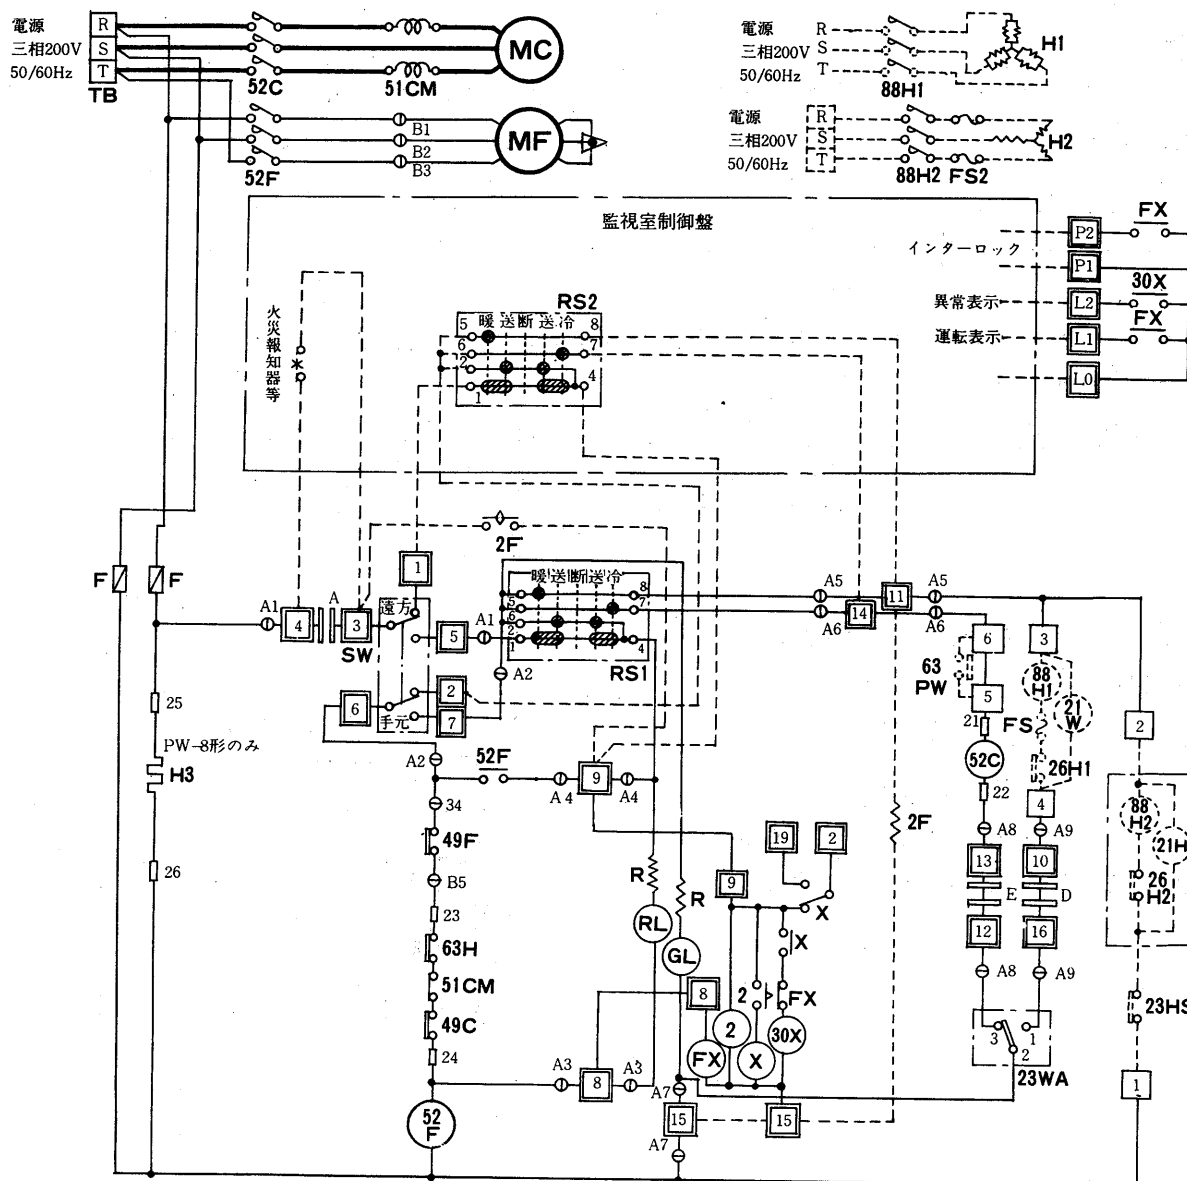 電源 R
三相200V S
50/60Hz T
TB
52C
51CM
MC
B1
B2
B3
52F
MF
電源 R
三相200V S
50/60Hz T
88H1
H1
電源 R
三相200V S
50/60Hz T
88H2 FS2
H2
監視室制御盤
インターロック
異常表示
運転表示
P2
P1
L2
L1
L0
FX
30X
FX
火災報知器等
RS2
5 暖送断送冷 8
6 7
2
1 4
2F
F F
A1 4 A 3
SW
1
遠方
手元
5 A1
6
2
7
A2
暖送断送冷
5 8
6 7
2
1 4
RS1
A2
A5 11 A5
A6 14 A6
25
PW-8形のみ
H3
26
34
49F
B5
23
63H
51CM
49C
24
52F
52F
A4 9 A4
A3 8 A3
R
RL
R
GL
A7
15
A7
9
8
19 2
X
X
2
FX
FX
2
X
30X
15
2F
6
63PW
5
21
52C
22
A8
13
E
12
A8
3
88H1
21W
FS
26H1
4
A9
10
D
16
A9
3 1
2
23WA
2
88H2
21H
26H2
23HS
1